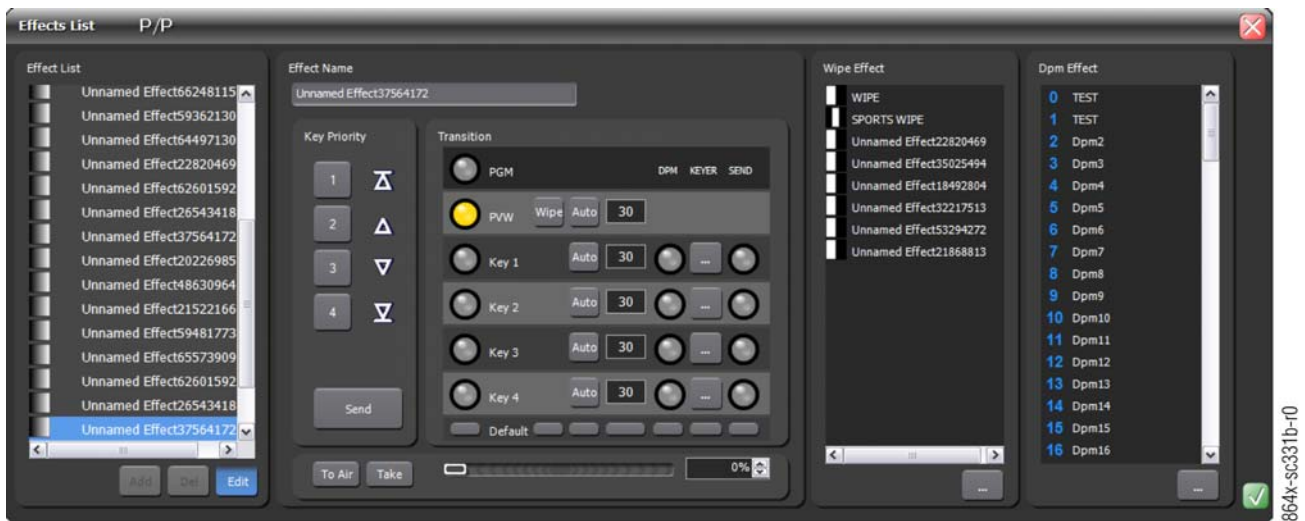 Effects List P/P
Effect List
Unnamed Effect66248115
Unnamed Effect59362130
Unnamed Effect64497130
Unnamed Effect22820469
Unnamed Effect62601592
Unnamed Effect26543418
Unnamed Effect37564172
Unnamed Effect20226985
Unnamed Effect48630964
Unnamed Effect21522166
Unnamed Effect59481773
Unnamed Effect65573909
Unnamed Effect62601592
Unnamed Effect26543418
Unnamed Effect37564172
Add Del Edit
Effect Name
Unnamed Effect37564172
Key Priority
1
2
3
4
Send
Transition
PGM DPM KEYER SEND
PVW Wipe Auto 30
Key 1 Auto 30 ...
Key 2 Auto 30 ...
Key 3 Auto 30 ...
Key 4 Auto 30 ...
Default
To Air Take 0%
Wipe Effect
WIPE
SPORTS WIPE
Unnamed Effect22820469
Unnamed Effect35025494
Unnamed Effect18492804
Unnamed Effect32217513
Unnamed Effect53294272
Unnamed Effect21868813
...
Dpm Effect
0 TEST
1 TEST
2 Dpm2
3 Dpm3
4 Dpm4
5 Dpm5
6 Dpm6
7 Dpm7
8 Dpm8
9 Dpm9
10 Dpm10
11 Dpm11
12 Dpm12
13 Dpm13
14 Dpm14
15 Dpm15
16 Dpm16
...
864x-sc331b-r0